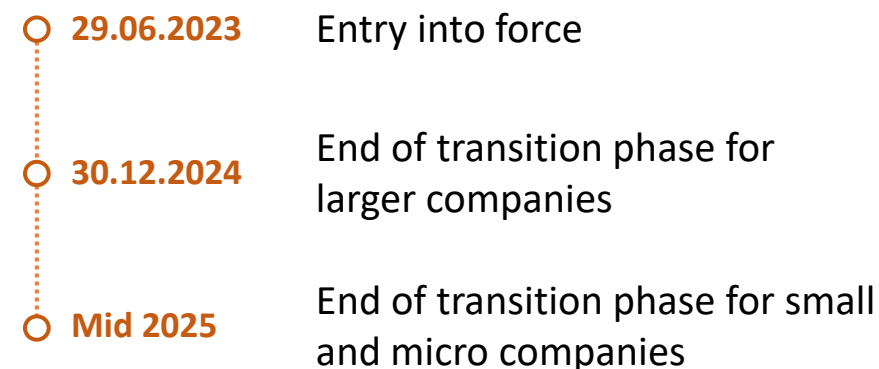 29.06.2023 Entry into force
30.12.2024 End of transition phase for
larger companies
Mid 2025 End of transition phase for small
and micro companies